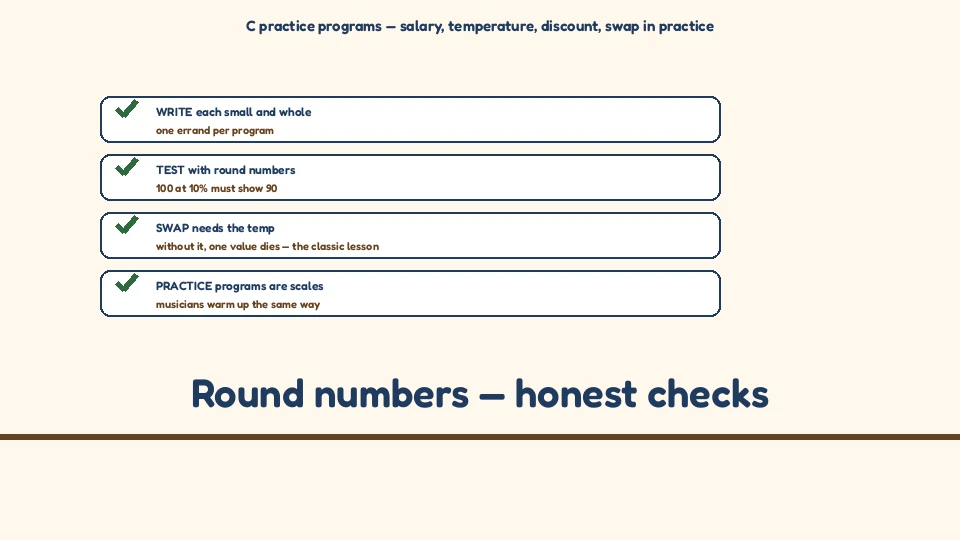 C practice programs — salary, temperature, discount, swap in practice
WRITE each small and whole
one errand per program
TEST with round numbers
100 at 10% must show 90
SWAP needs the temp
without it, one value dies — the classic lesson
PRACTICE programs are scales
musicians warm up the same way
Round numbers — honest checks